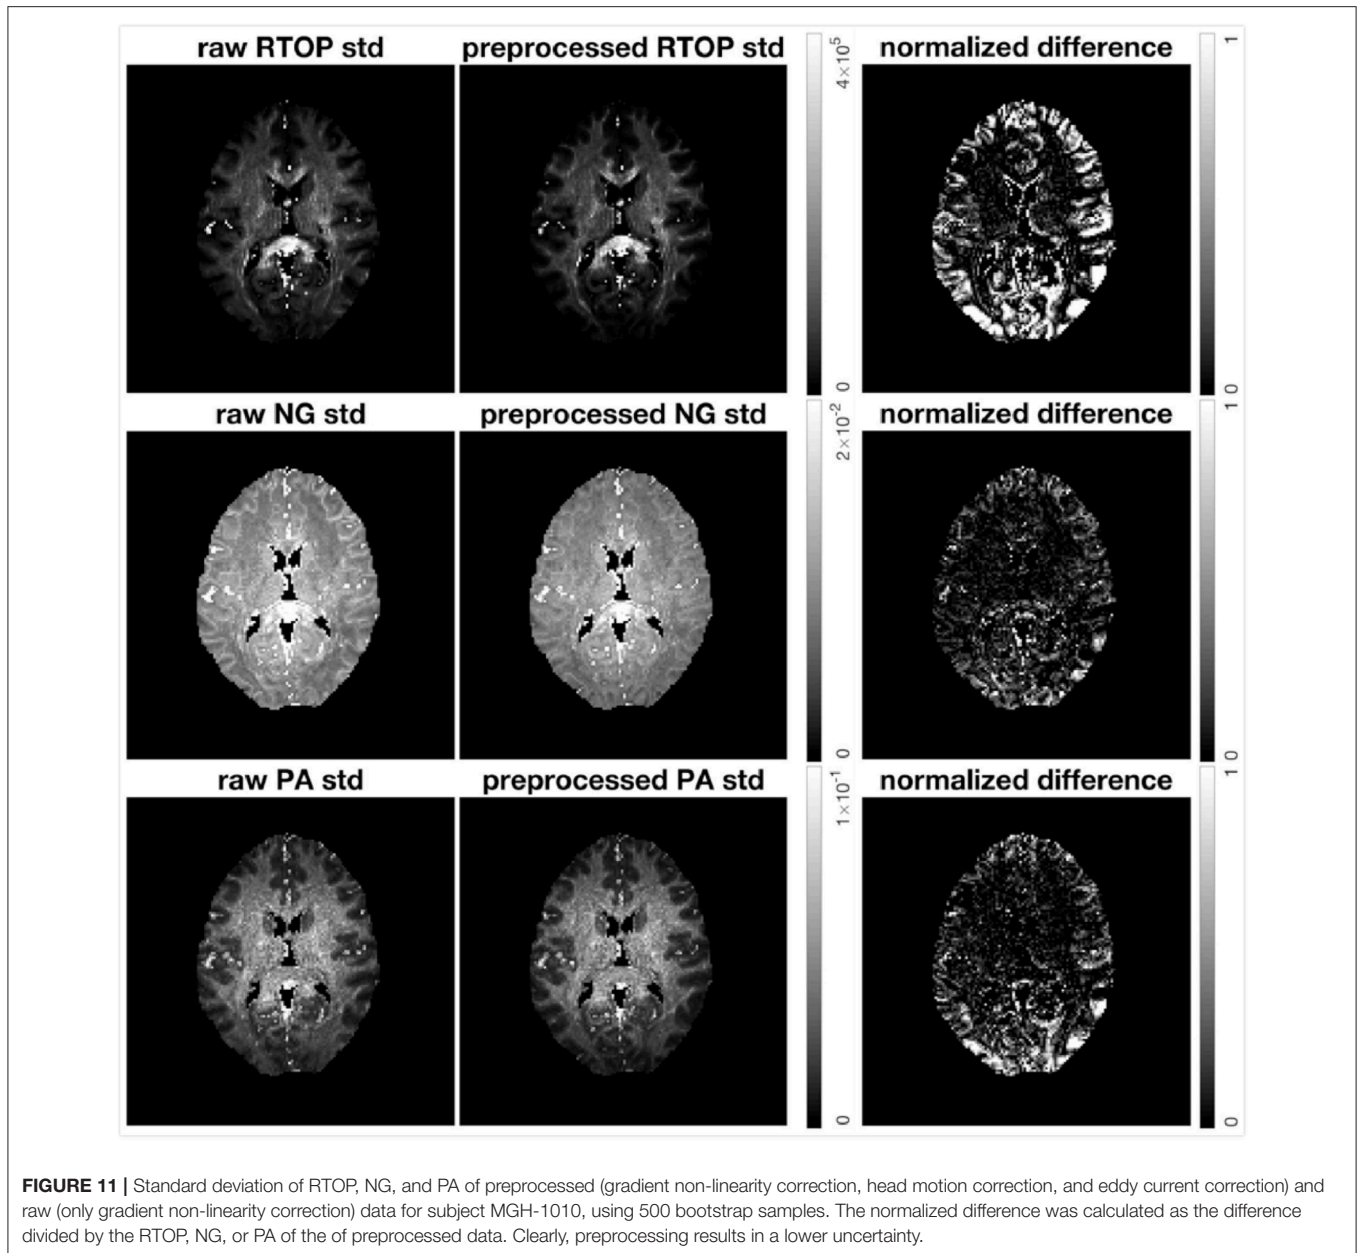 raw RTOP std
preprocessed RTOP std
4×10⁵
0
normalized difference
1
0
raw NG std
preprocessed NG std
2×10⁻²
0
normalized difference
1
0
raw PA std
preprocessed PA std
1×10⁻¹
0
normalized difference
1
0
FIGURE 11 | Standard deviation of RTOP, NG, and PA of preprocessed (gradient non-linearity correction, head motion correction, and eddy current correction) and
raw (only gradient non-linearity correction) data for subject MGH-1010, using 500 bootstrap samples. The normalized difference was calculated as the difference
divided by the RTOP, NG, or PA of the of preprocessed data. Clearly, preprocessing results in a lower uncertainty.